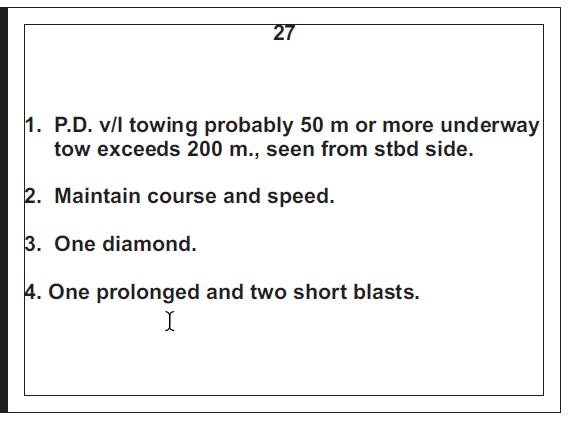 27
1. P.D. v/l towing probably 50 m or more underway
tow exceeds 200 m., seen from stbd side.
2. Maintain course and speed.
3. One diamond.
4. One prolonged and two short blasts.